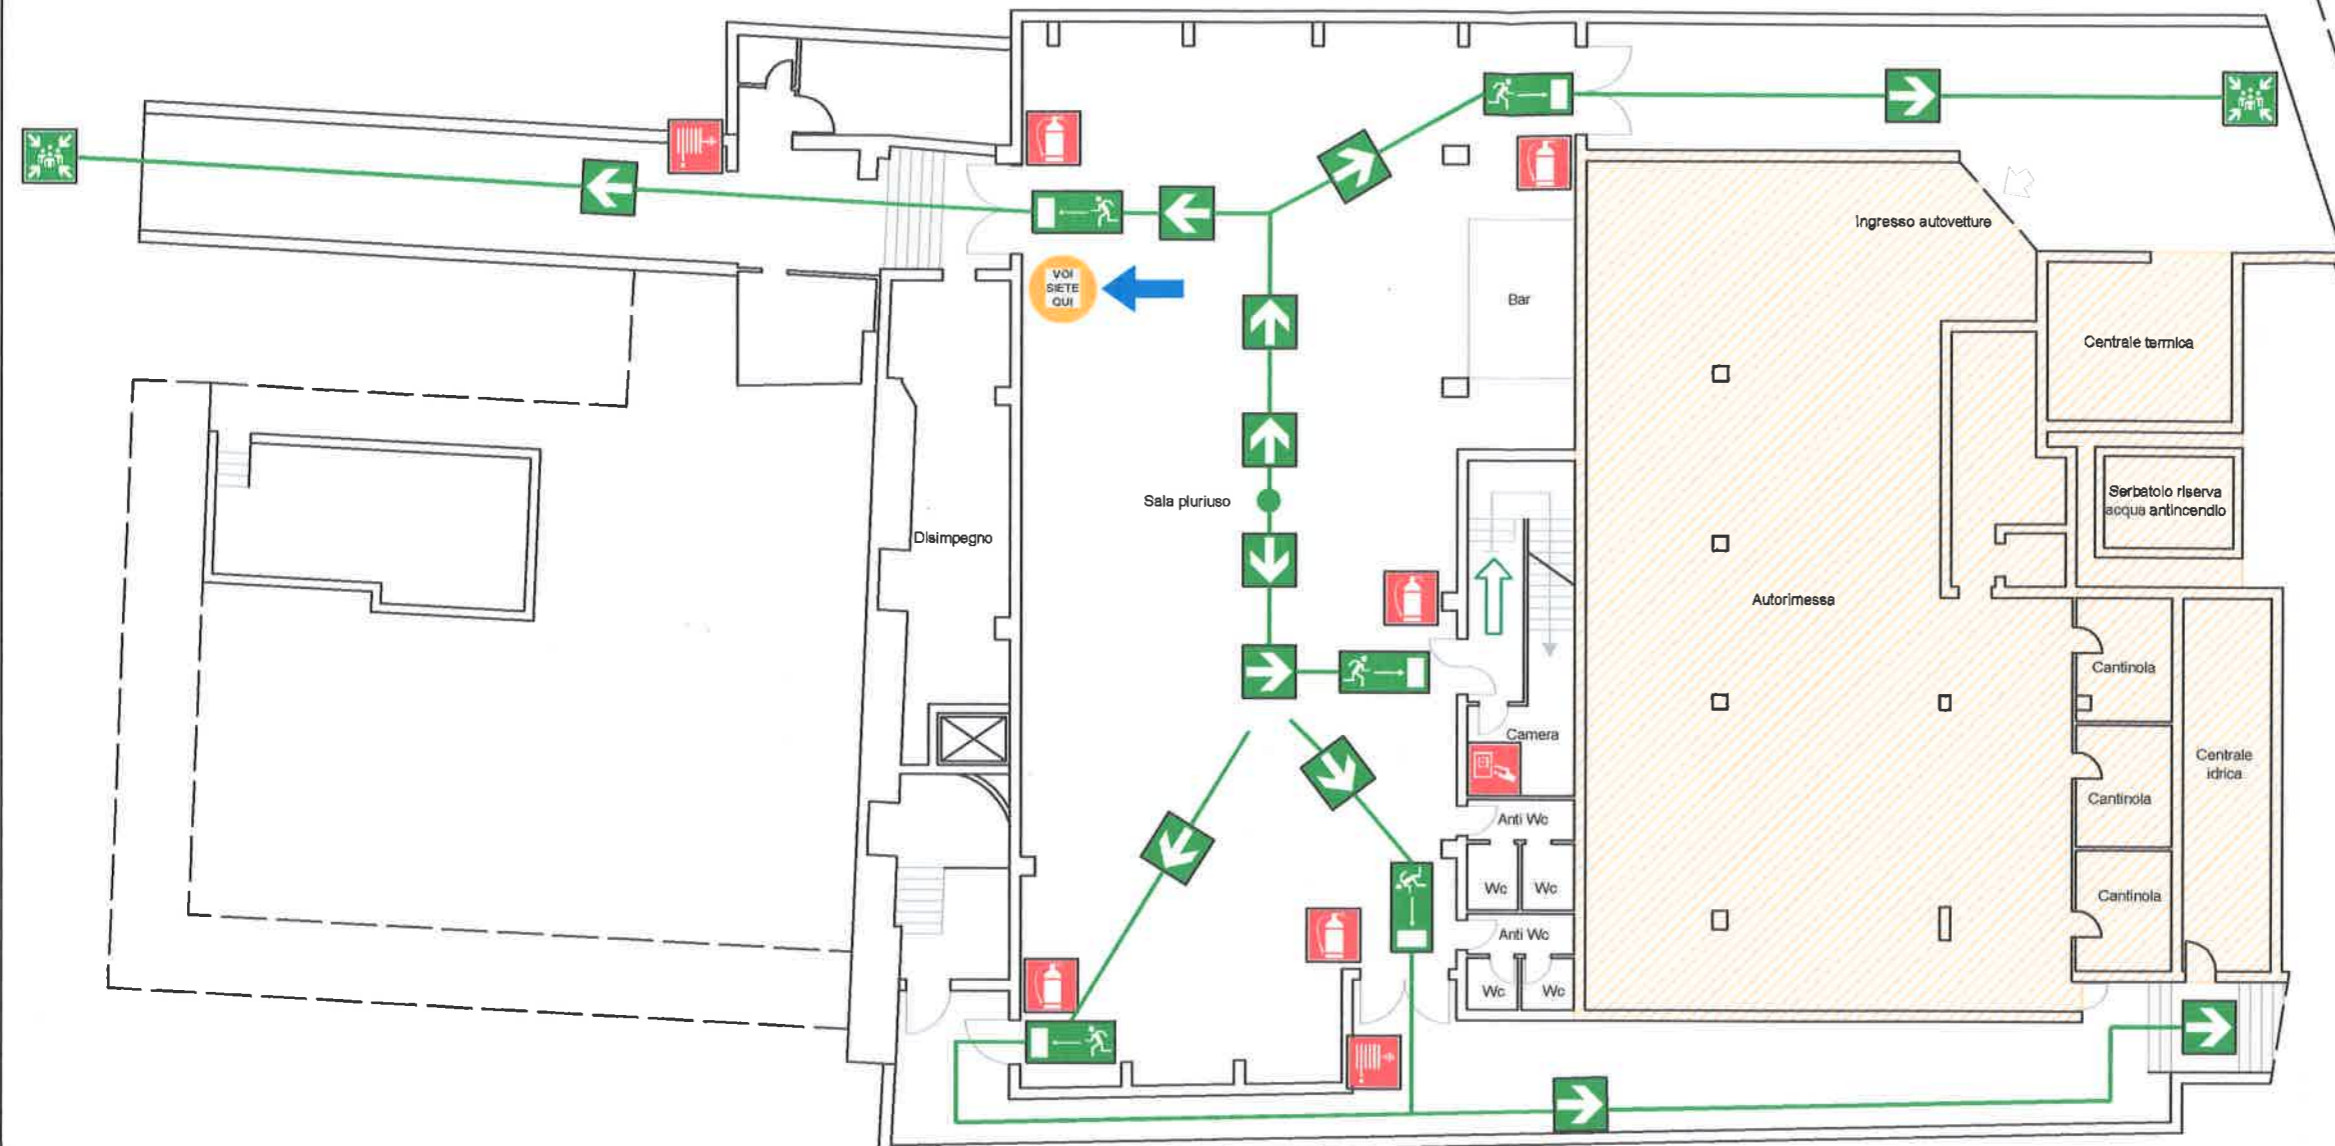 Ingresso autovetture
VOI
SIETE
QUI
Bar
Centrale termica
Sala pluriuso
Serbatoio riserva
acqua antincendio
Disimpegno
Autorimessa
Cantinola
Camera
Centrale
idrica
Cantinola
Anti Wc
Wc
Wc
Cantinola
Anti Wc
Wc
Wc